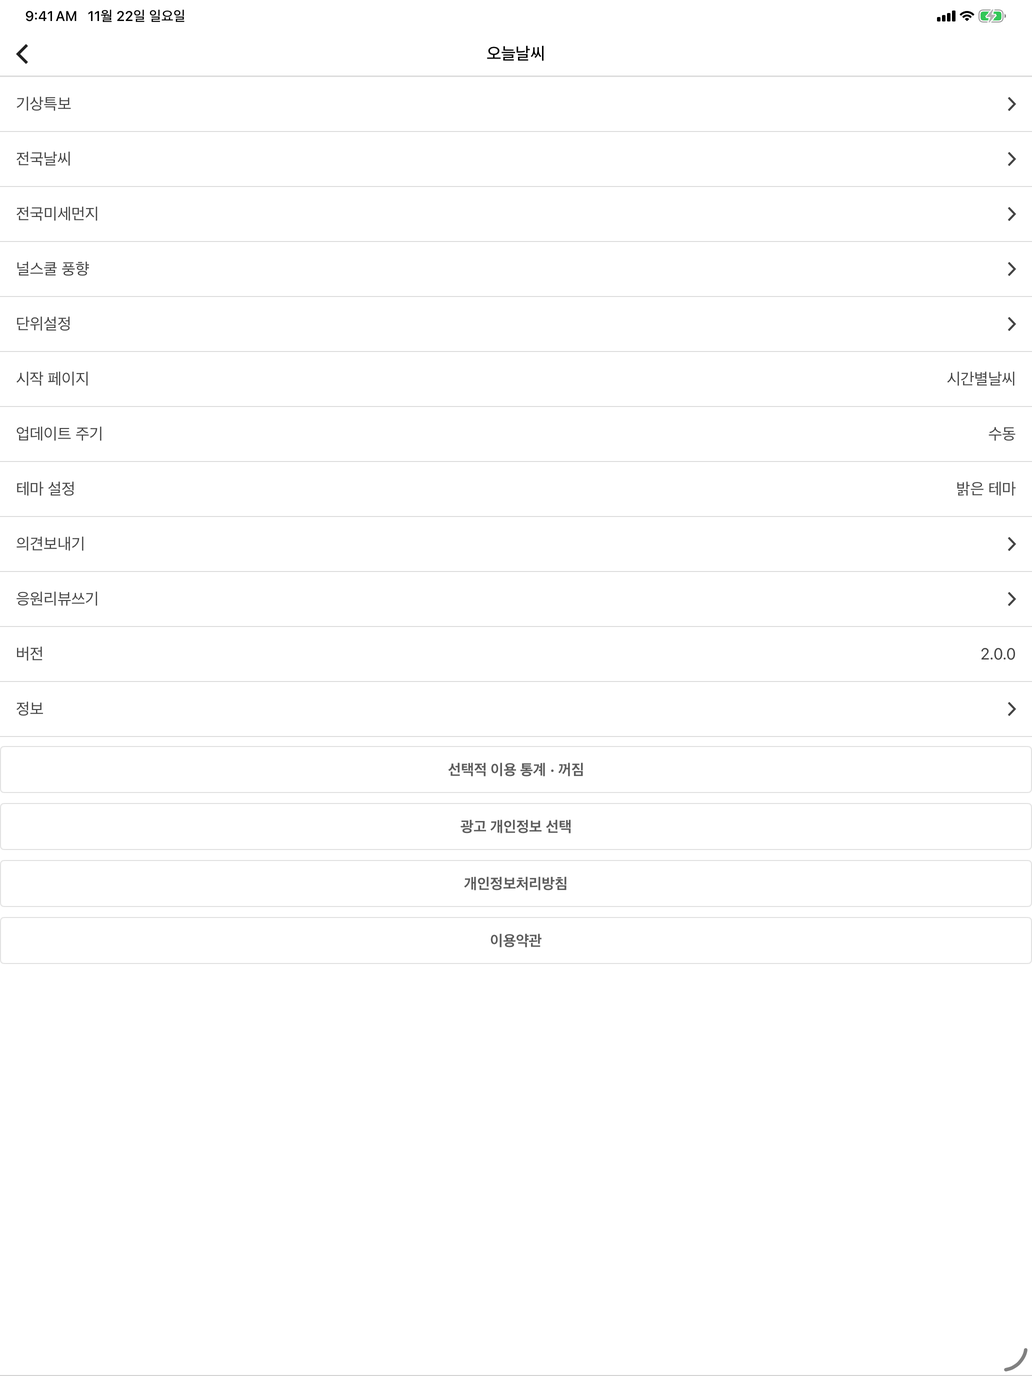 9:41 AM 11월 22일 일요일
오늘날씨
기상특보
전국날씨
전국미세먼지
널스쿨 풍향
단위설정
시작 페이지 시간별날씨
업데이트 주기 수동
테마 설정 밝은 테마
의견보내기
응원리뷰쓰기
버전 2.0.0
정보
선택적 이용 통계 · 꺼짐
광고 개인정보 선택
개인정보처리방침
이용약관